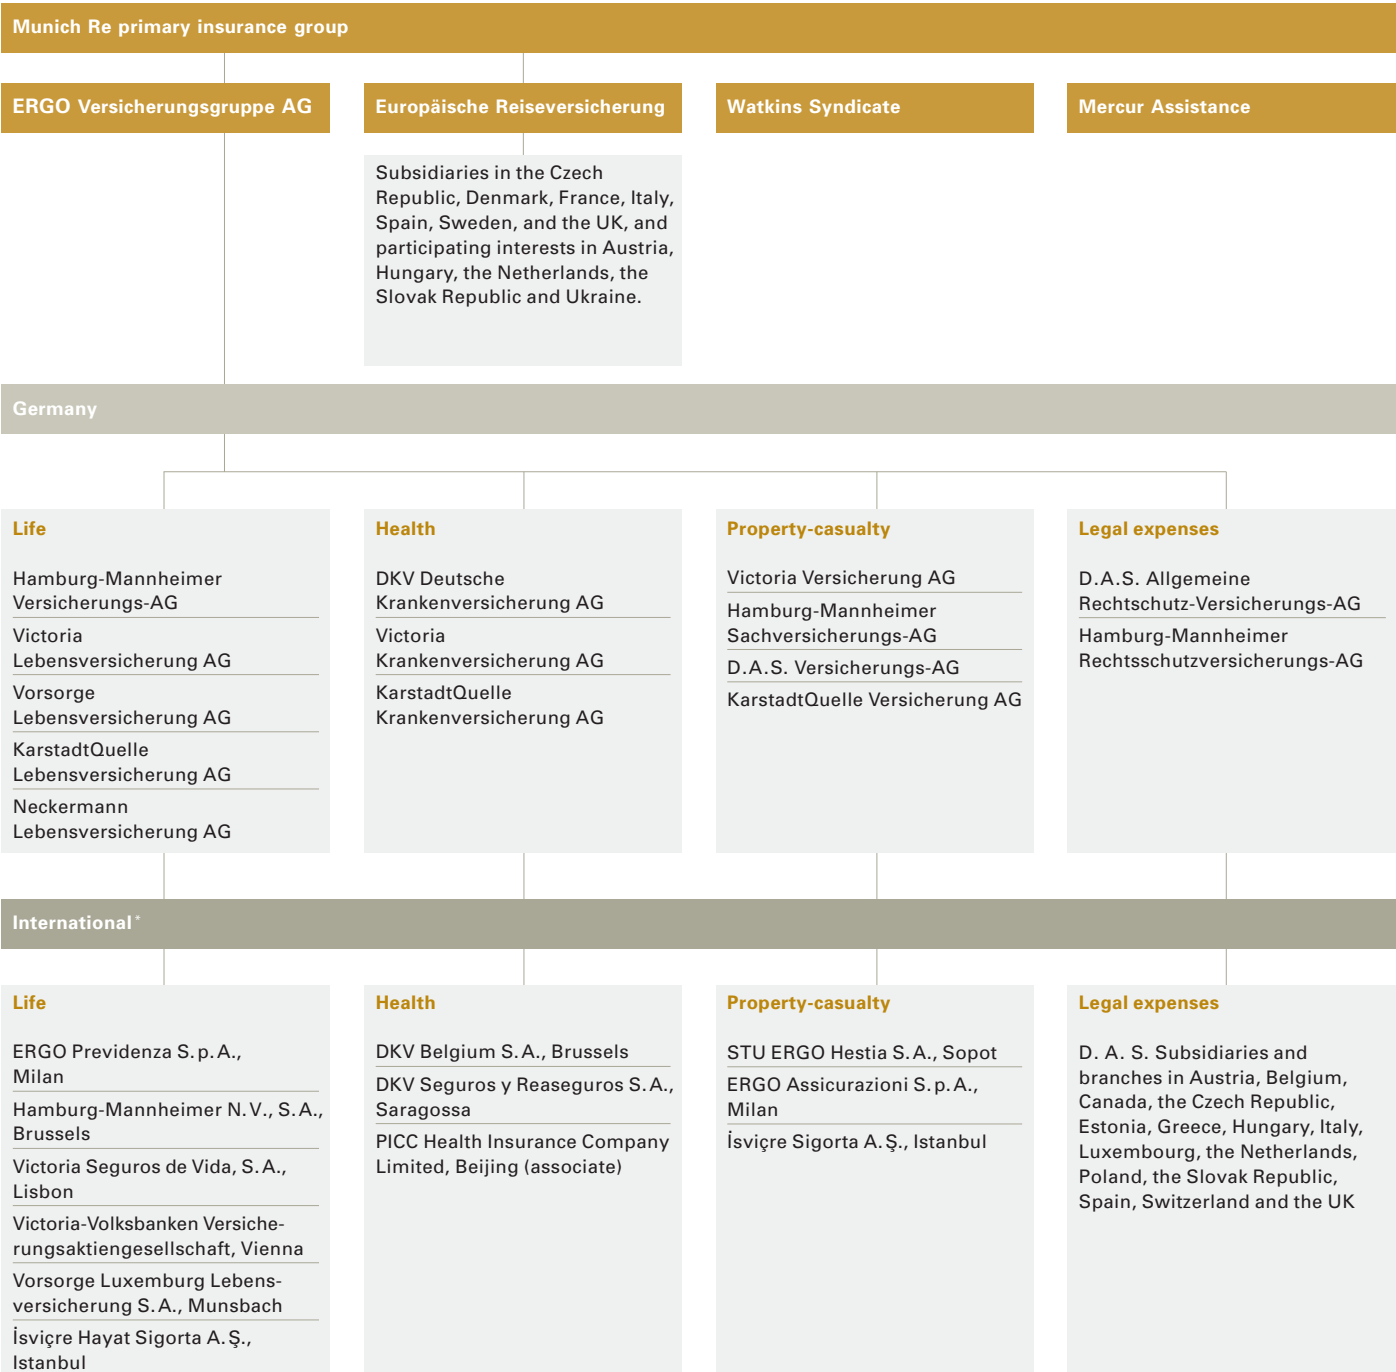 Munich Re primary insurance group
ERGO Versicherungsgruppe AG
Europäische Reiseversicherung
Watkins Syndicate
Mercur Assistance
Subsidiaries in the Czech
Republic, Denmark, France, Italy,
Spain, Sweden, and the UK, and
participating interests in Austria,
Hungary, the Netherlands, the
Slovak Republic and Ukraine.
Germany
Life
Hamburg-Mannheimer
Versicherungs-AG
Victoria
Lebensversicherung AG
Vorsorge
Lebensversicherung AG
KarstadtQuelle
Lebensversicherung AG
Neckermann
Lebensversicherung AG
Health
DKV Deutsche
Krankenversicherung AG
Victoria
Krankenversicherung AG
KarstadtQuelle
Krankenversicherung AG
Property-casualty
Victoria Versicherung AG
Hamburg-Mannheimer
Sachversicherungs-AG
D.A.S. Versicherungs-AG
KarstadtQuelle Versicherung AG
Legal expenses
D.A.S. Allgemeine
Rechtschutz-Versicherungs-AG
Hamburg-Mannheimer
Rechtsschutzversicherungs-AG
International*
Life
ERGO Previdenza S.p.A.,
Milan
Hamburg-Mannheimer N.V., S.A.,
Brussels
Victoria Seguros de Vida, S.A.,
Lisbon
Victoria-Volksbanken Versiche-
rungsaktiengesellschaft, Vienna
Vorsorge Luxemburg Lebens-
versicherung S.A., Munsbach
İsviçre Hayat Sigorta A.Ş.,
Istanbul
Health
DKV Belgium S.A., Brussels
DKV Seguros y Reaseguros S.A.,
Saragossa
PICC Health Insurance Company
Limited, Beijing (associate)
Property-casualty
STU ERGO Hestia S.A., Sopot
ERGO Assicurazioni S.p.A.,
Milan
İsviçre Sigorta A.Ş., Istanbul
Legal expenses
D. A. S. Subsidiaries and
branches in Austria, Belgium,
Canada, the Czech Republic,
Estonia, Greece, Hungary, Italy,
Luxembourg, the Netherlands,
Poland, the Slovak Republic,
Spain, Switzerland and the UK